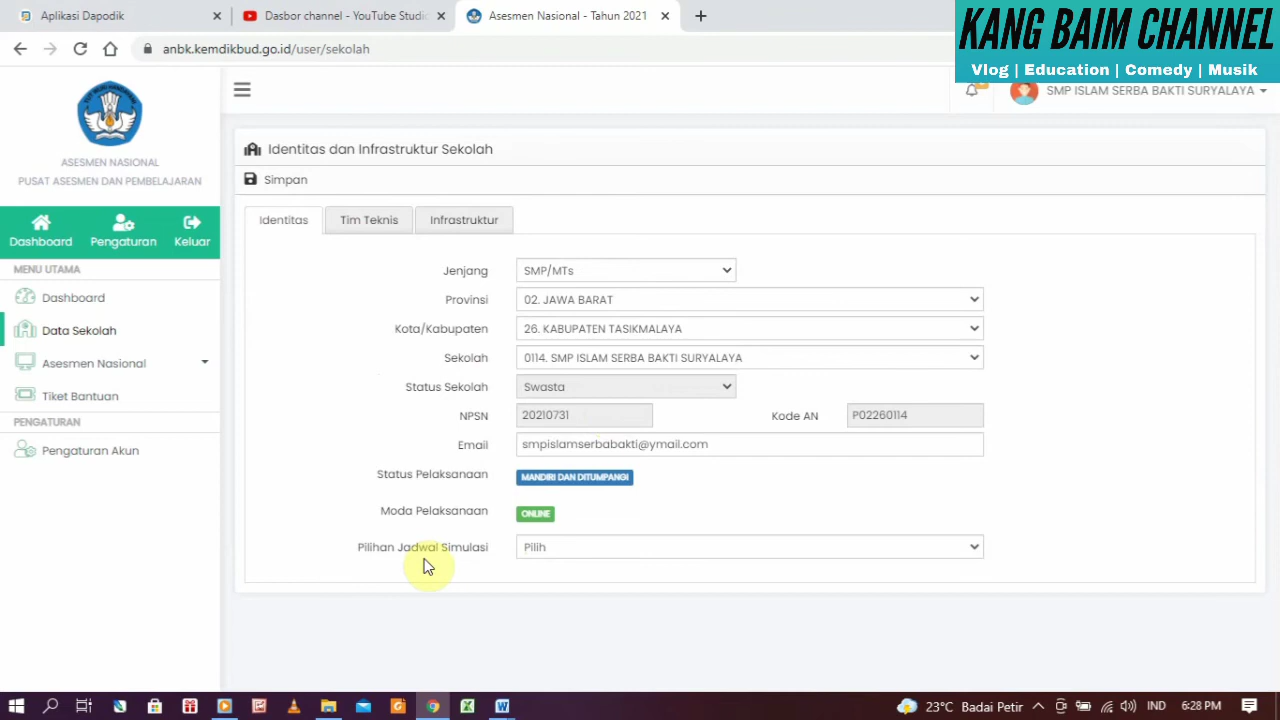 Aplikasi Dapodik
Dasbor channel - YouTube Studio
Asesmen Nasional - Tahun 2021
KANG BAIM CHANNEL
Vlog | Education | Comedy | Musik
anbk.kemdikbud.go.id/user/sekolah
SMP ISLAM SERBA BAKTI SURYALAYA
ASESMEN NASIONAL
PUSAT ASESMEN DAN PEMBELAJARAN
Dashboard Pengaturan Keluar
MENU UTAMA
Dashboard
Data Sekolah
Asesmen Nasional
Tiket Bantuan
PENGATURAN
Pengaturan Akun
Identitas dan Infrastruktur Sekolah
Simpan
Identitas Tim Teknis Infrastruktur
Jenjang SMP/MTs
Provinsi 02. JAWA BARAT
Kota/Kabupaten 26. KABUPATEN TASIKMALAYA
Sekolah 0114. SMP ISLAM SERBA BAKTI SURYALAYA
Status Sekolah Swasta
NPSN 20210731 Kode AN P02260114
Email smpislamserbabakti@ymail.com
Status Pelaksanaan MANDIRI DAN DITUMPANGI
Moda Pelaksanaan ONLINE
Pilihan Jadwal Simulasi Pilih
23°C Badai Petir IND 6:28 PM